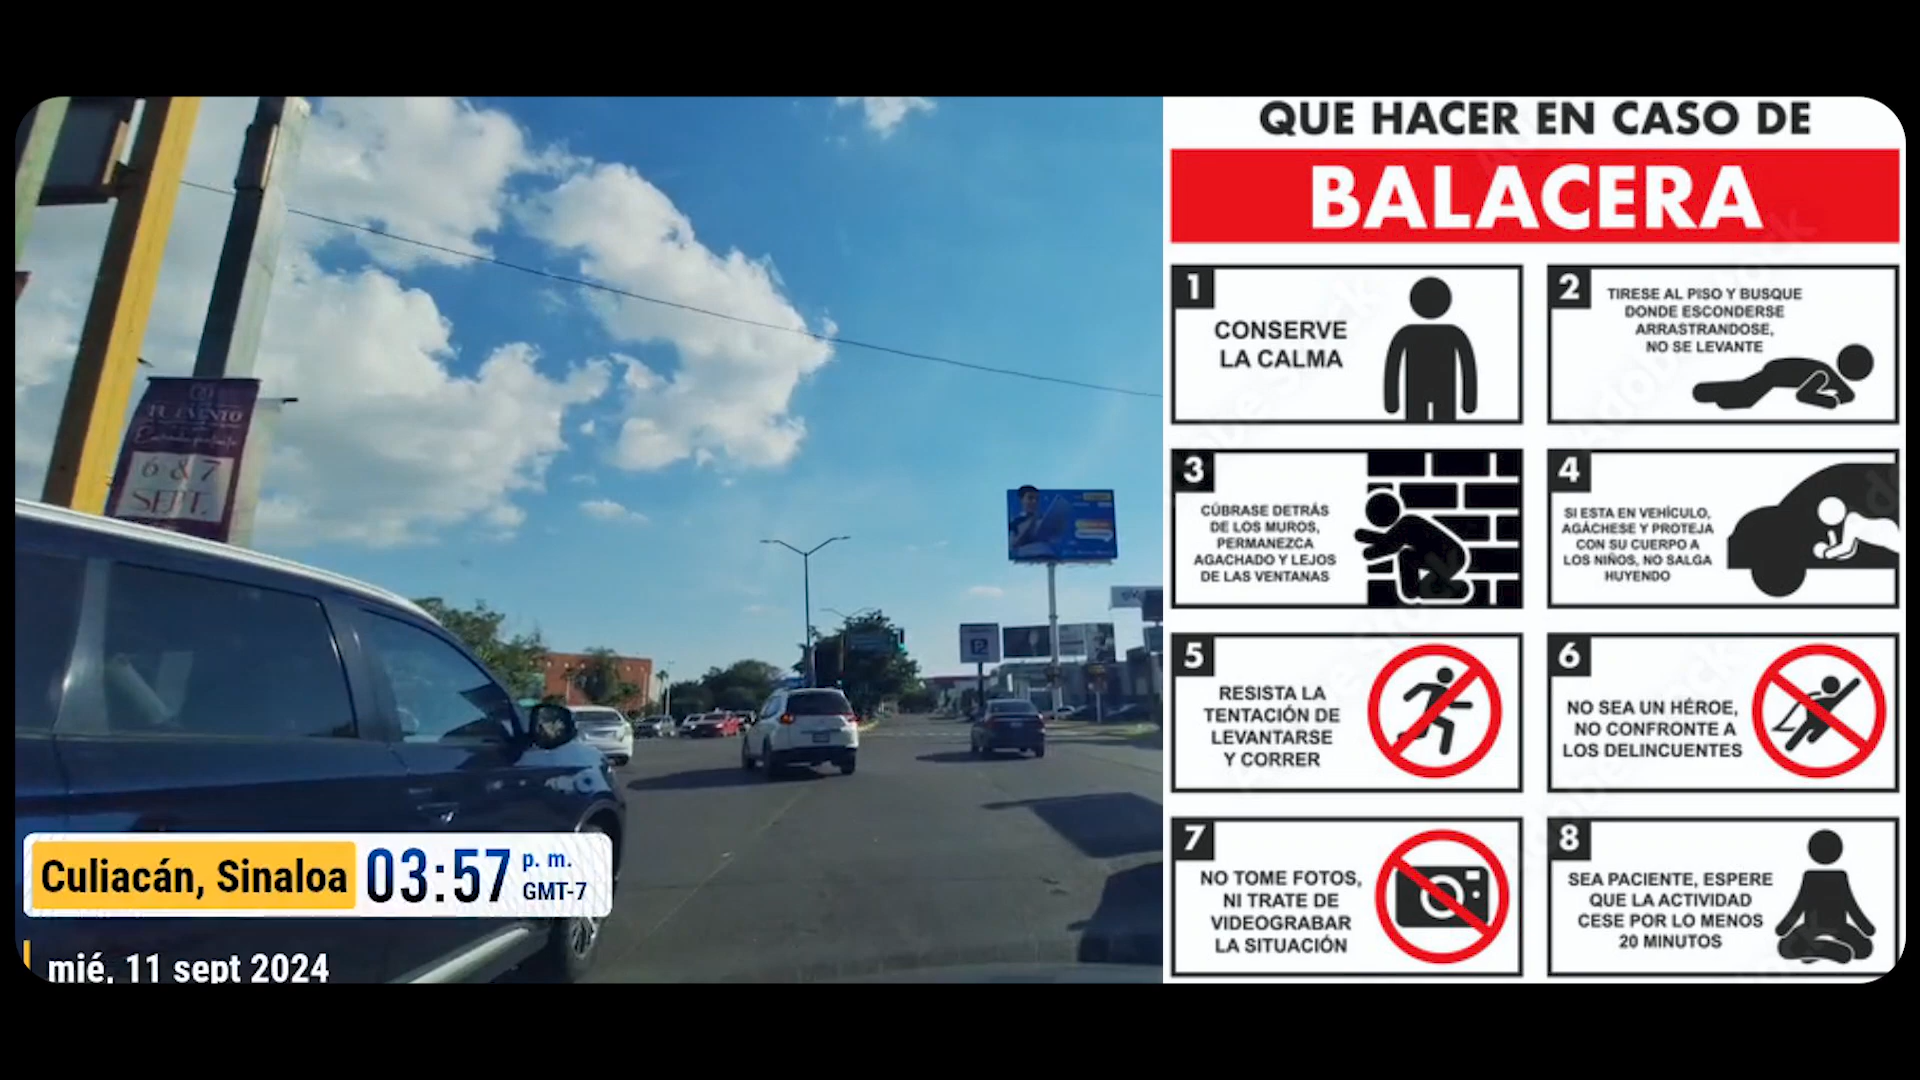 TU EVENTO
6 & 7
SEPT.
Culiacán, Sinaloa
03:57
p. m.
GMT-7
mié, 11 sept 2024
QUE HACER EN CASO DE
BALACERA
1
CONSERVE
LA CALMA
2
TIRESE AL PISO Y BUSQUE
DONDE ESCONDERSE
ARRASTRANDOSE,
NO SE LEVANTE
3
CÚBRASE DETRÁS
DE LOS MUROS,
PERMANEZCA
AGACHADO Y LEJOS
DE LAS VENTANAS
4
SI ESTA EN VEHÍCULO,
AGÁCHESE Y PROTEJA
CON SU CUERPO A
LOS NIÑOS, NO SALGA
HUYENDO
5
RESISTA LA
TENTACIÓN DE
LEVANTARSE
Y CORRER
6
NO SEA UN HÉROE,
NO CONFRONTE A
LOS DELINCUENTES
7
NO TOME FOTOS,
NI TRATE DE
VIDEOGRABAR
LA SITUACIÓN
8
SEA PACIENTE, ESPERE
QUE LA ACTIVIDAD
CESE POR LO MENOS
20 MINUTOS